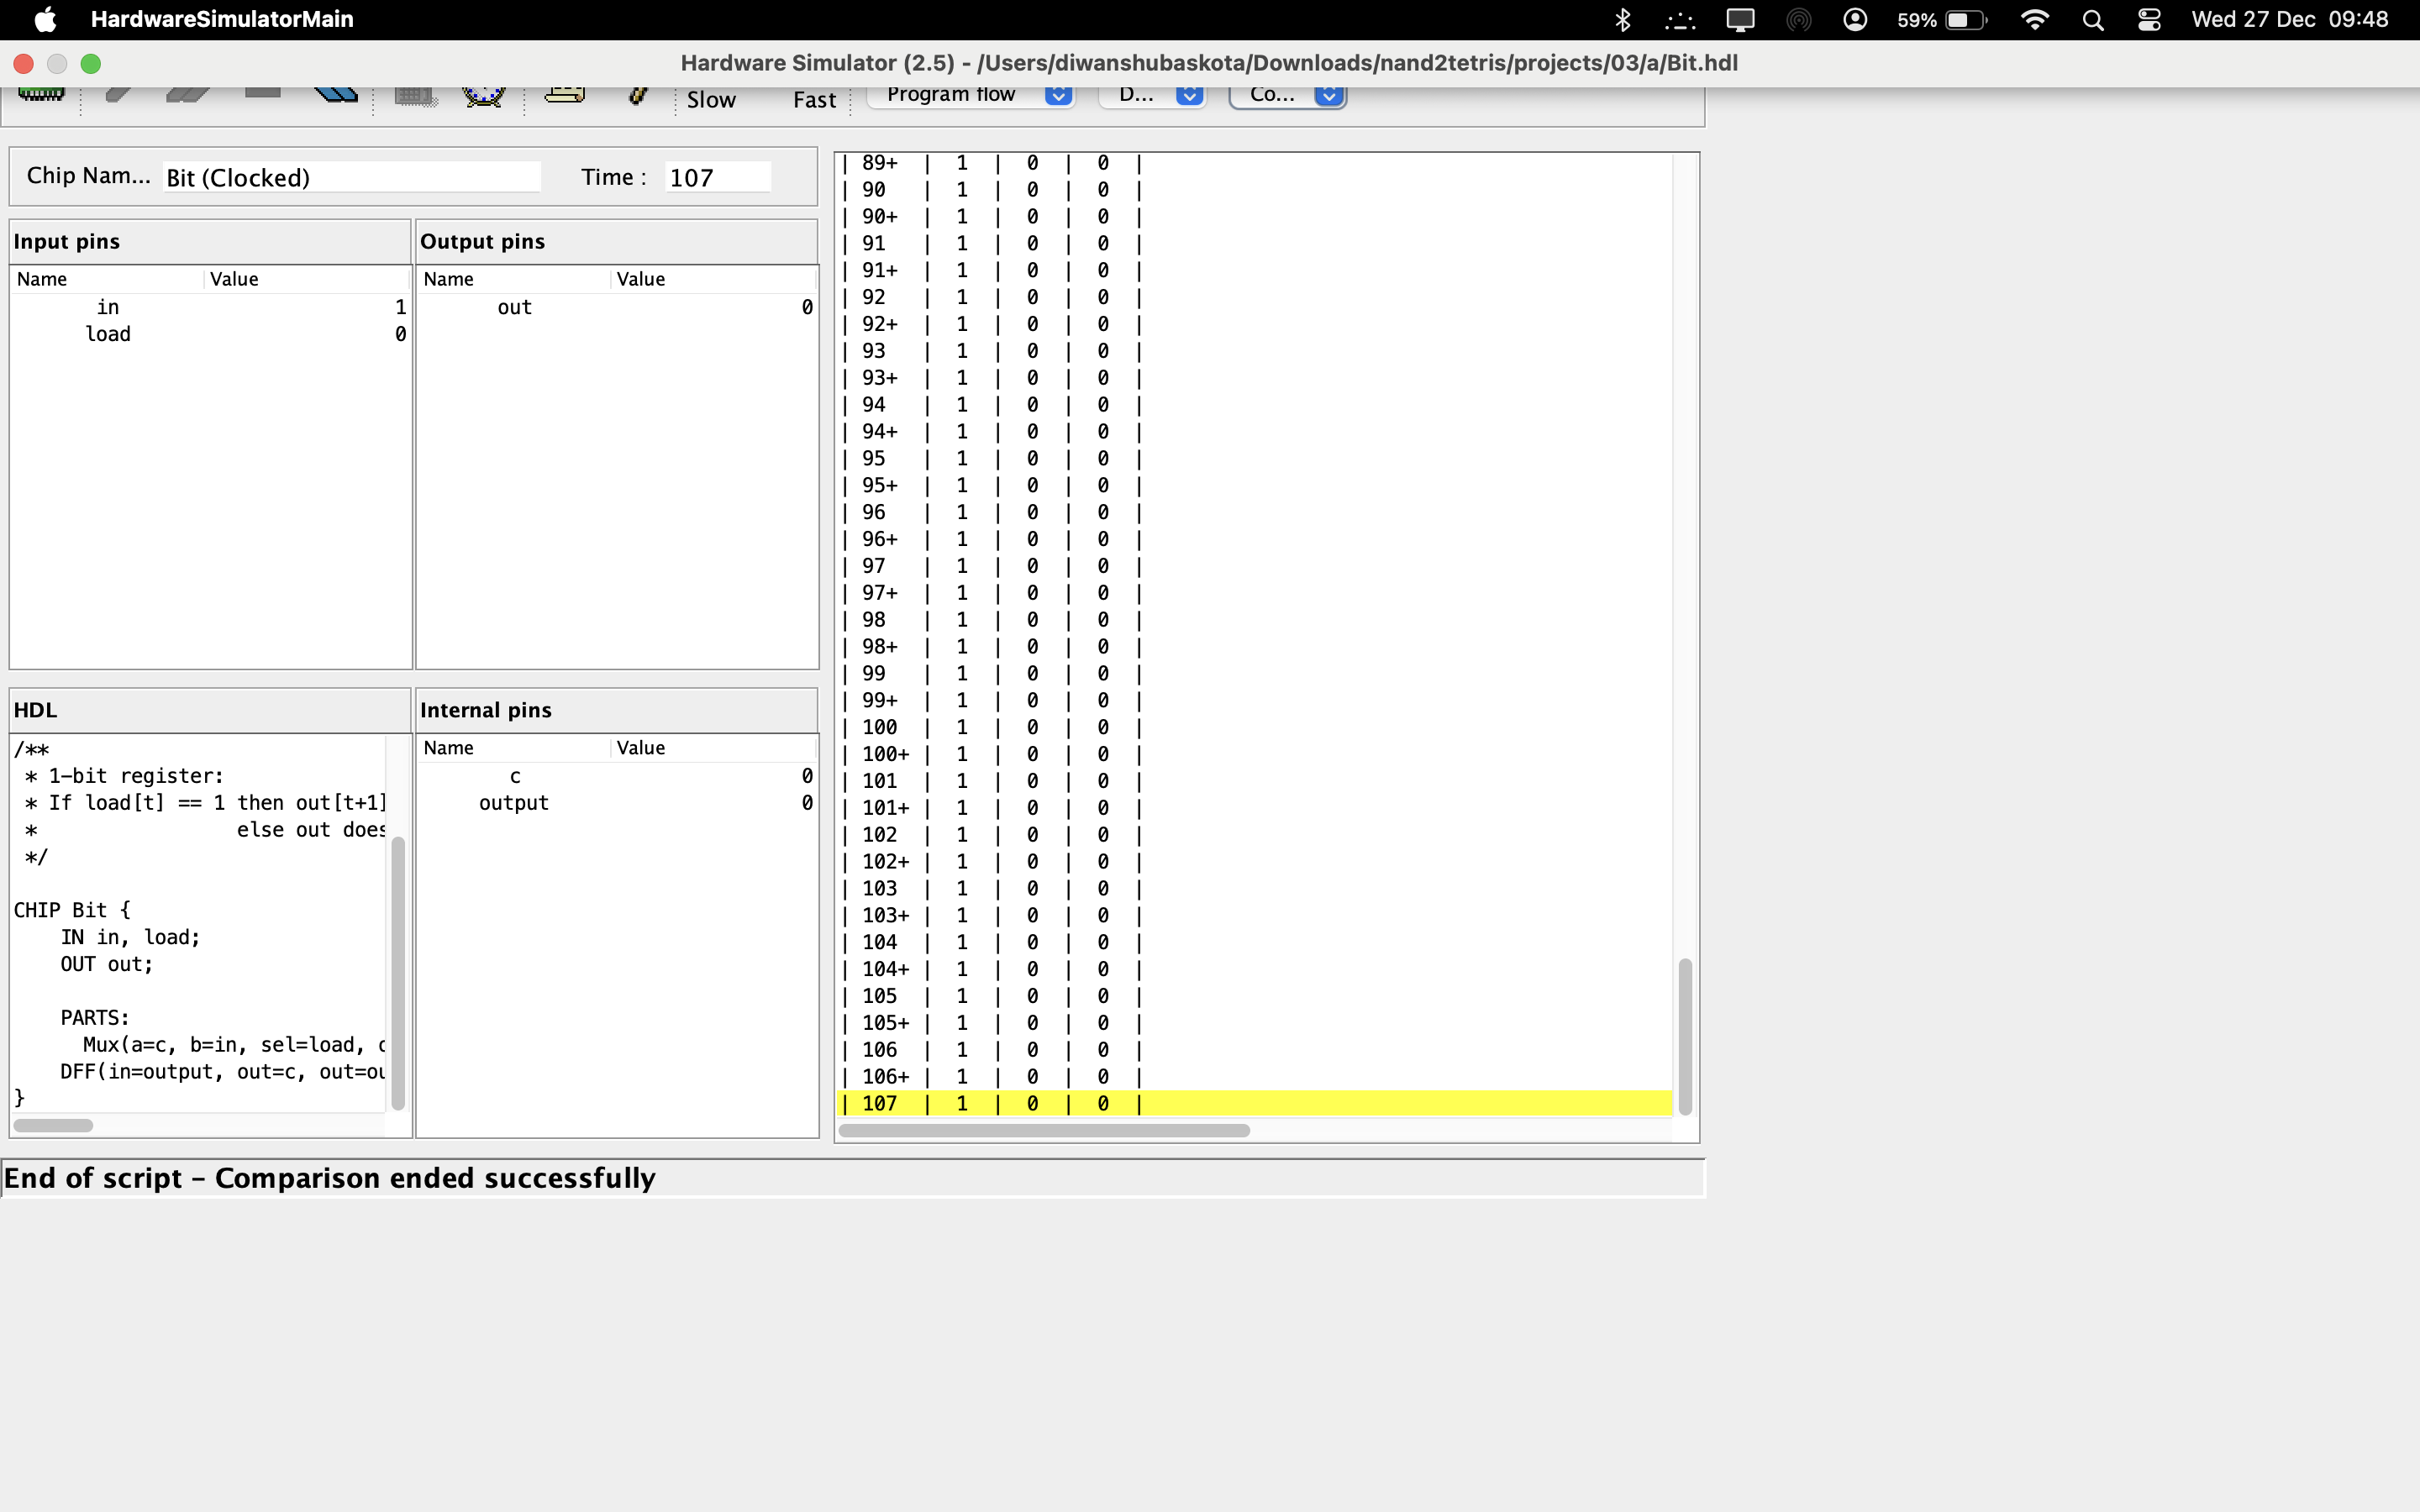 HardwareSimulatorMain
59%
Wed 27 Dec 09:48
Hardware Simulator (2.5) - /Users/diwanshubaskota/Downloads/nand2tetris/projects/03/a/Bit.hdl
Slow Fast Program flow D... Co...
Chip Nam... Bit (Clocked) Time : 107
Input pins
Name Value
in 1
load 0
Output pins
Name Value
out 0
HDL
/**
* 1-bit register:
* If load[t] == 1 then out[t+1]
* else out does
*/
CHIP Bit {
IN in, load;
OUT out;
PARTS:
Mux(a=c, b=in, sel=load, o
DFF(in=output, out=c, out=ou
}
Internal pins
Name Value
c 0
output 0
| 89+ | 1 | 0 | 0 |
| 90 | 1 | 0 | 0 |
| 90+ | 1 | 0 | 0 |
| 91 | 1 | 0 | 0 |
| 91+ | 1 | 0 | 0 |
| 92 | 1 | 0 | 0 |
| 92+ | 1 | 0 | 0 |
| 93 | 1 | 0 | 0 |
| 93+ | 1 | 0 | 0 |
| 94 | 1 | 0 | 0 |
| 94+ | 1 | 0 | 0 |
| 95 | 1 | 0 | 0 |
| 95+ | 1 | 0 | 0 |
| 96 | 1 | 0 | 0 |
| 96+ | 1 | 0 | 0 |
| 97 | 1 | 0 | 0 |
| 97+ | 1 | 0 | 0 |
| 98 | 1 | 0 | 0 |
| 98+ | 1 | 0 | 0 |
| 99 | 1 | 0 | 0 |
| 99+ | 1 | 0 | 0 |
| 100 | 1 | 0 | 0 |
| 100+ | 1 | 0 | 0 |
| 101 | 1 | 0 | 0 |
| 101+ | 1 | 0 | 0 |
| 102 | 1 | 0 | 0 |
| 102+ | 1 | 0 | 0 |
| 103 | 1 | 0 | 0 |
| 103+ | 1 | 0 | 0 |
| 104 | 1 | 0 | 0 |
| 104+ | 1 | 0 | 0 |
| 105 | 1 | 0 | 0 |
| 105+ | 1 | 0 | 0 |
| 106 | 1 | 0 | 0 |
| 106+ | 1 | 0 | 0 |
| 107 | 1 | 0 | 0 |
End of script – Comparison ended successfully